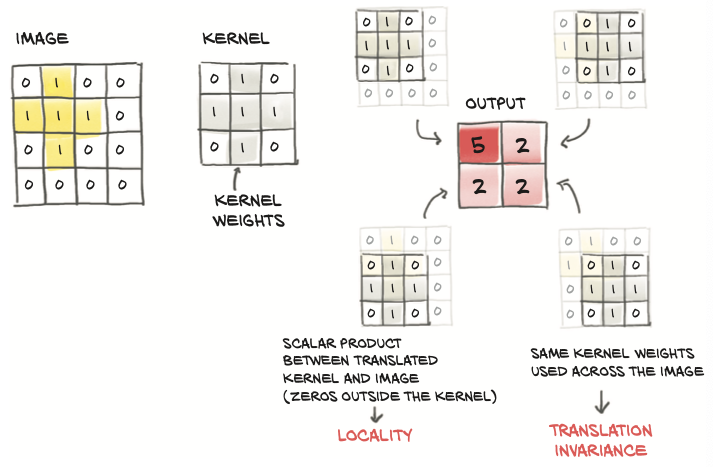 IMAGE
0 1 0 0
1 1 1 0
0 1 0 0
0 0 0 0
KERNEL
0 1 0
1 1 1
0 1 0
KERNEL
WEIGHTS
0 1 0 0
1 1 1 0
0 1 0 0
0 0 0 0
0 0 1 0
1 1 1 1
0 0 1 0
0 0 0 0
OUTPUT
5 2
2 2
0 1 0 0
0 1 0 0
1 1 1 0
0 1 0 0
0 1 0 0
1 0 1 0
0 1 1 1
0 0 1 0
SCALAR PRODUCT
BETWEEN TRANSLATED
KERNEL AND IMAGE
(ZEROS OUTSIDE THE KERNEL)
LOCALITY
SAME KERNEL WEIGHTS
USED ACROSS THE IMAGE
TRANSLATION
INVARIANCE